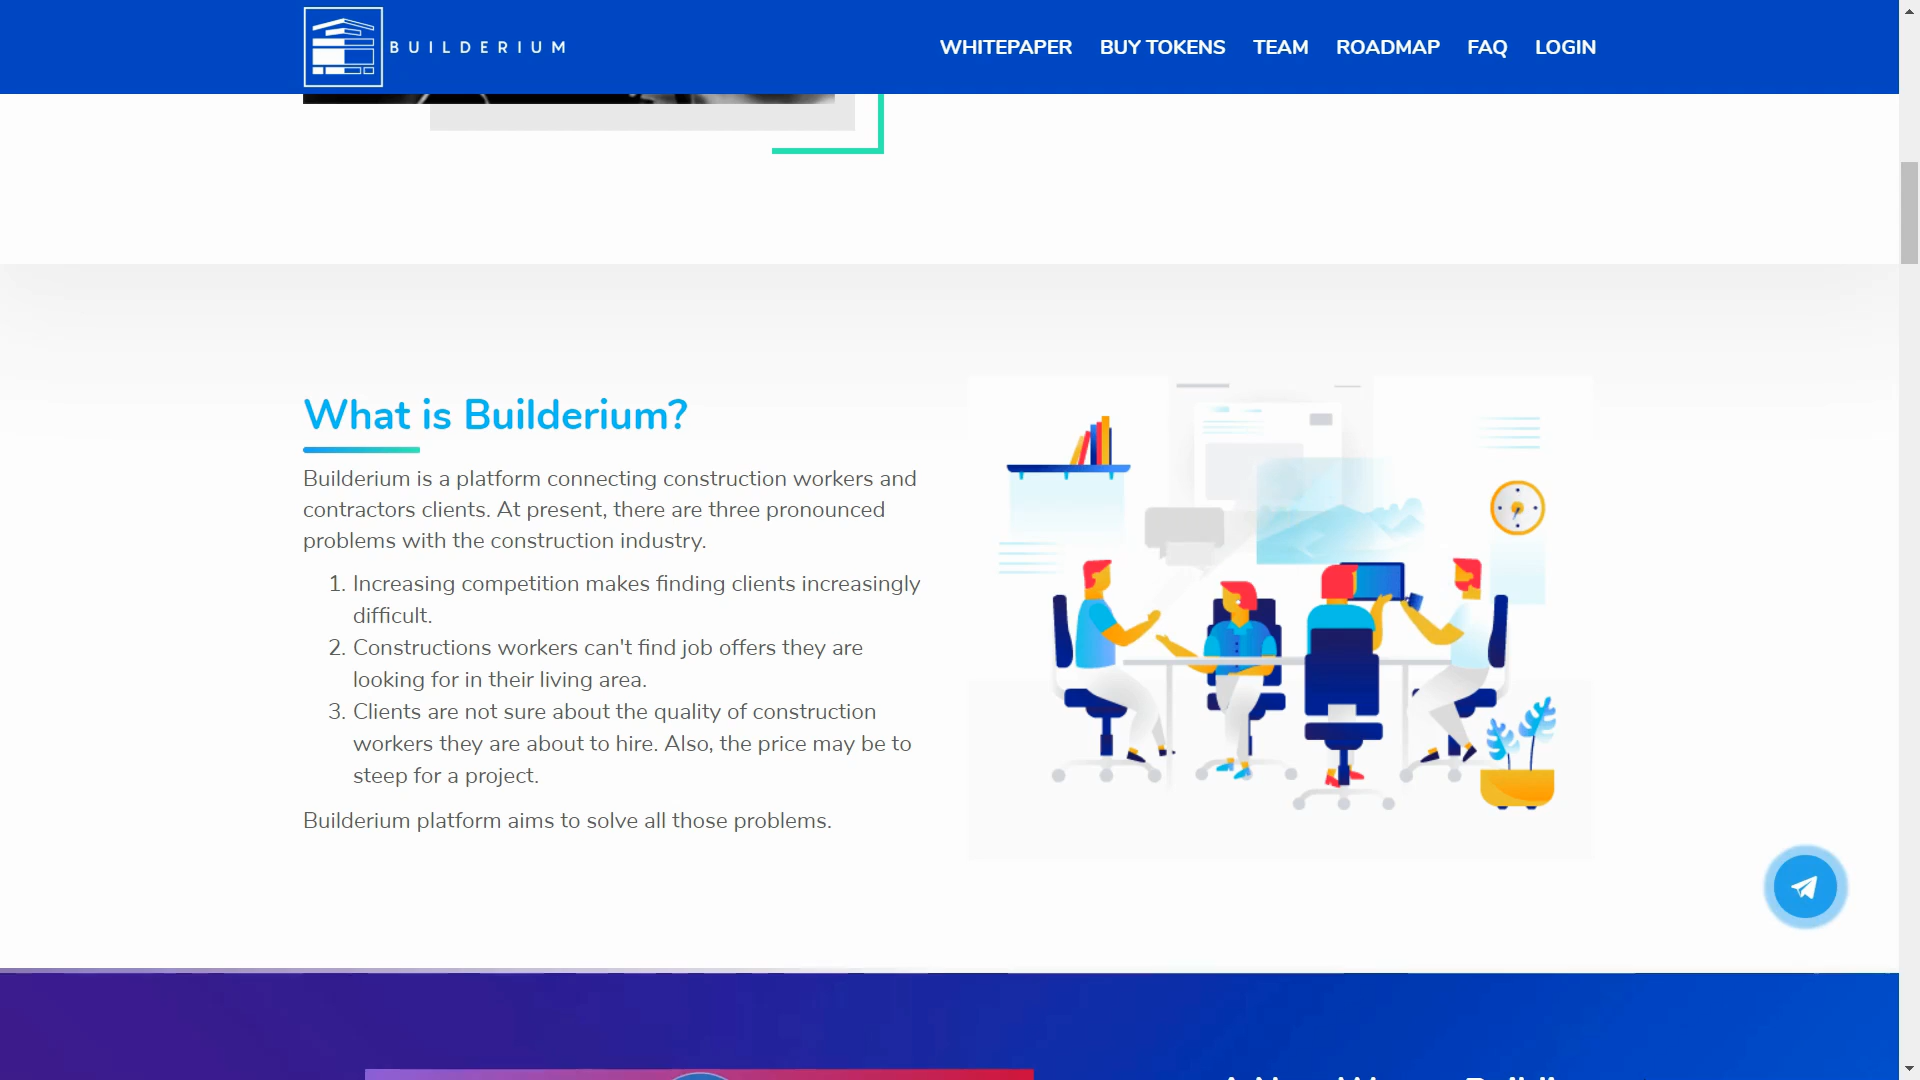 BUILDERIUM
WHITEPAPER BUY TOKENS TEAM ROADMAP FAQ LOGIN
What is Builderium?
Builderium is a platform connecting construction workers and
contractors clients. At present, there are three pronounced
problems with the construction industry.
1. Increasing competition makes finding clients increasingly
difficult.
2. Constructions workers can't find job offers they are
looking for in their living area.
3. Clients are not sure about the quality of construction
workers they are about to hire. Also, the price may be to
steep for a project.
Builderium platform aims to solve all those problems.